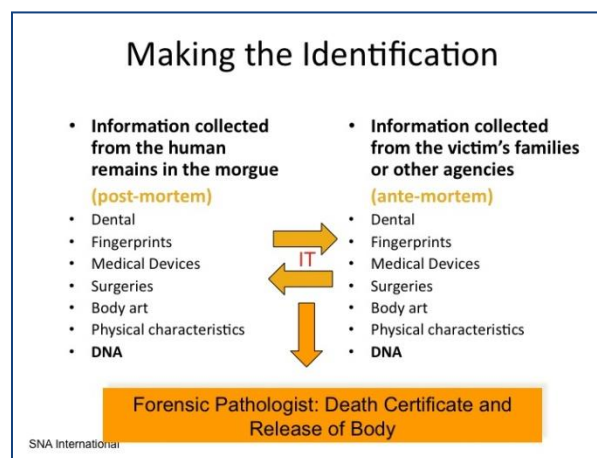 Making the Identification
• Information collected
from the human
remains in the morgue
(post-mortem)
• Dental
• Fingerprints
• Medical Devices
• Surgeries
• Body art
• Physical characteristics
• DNA
• Information collected
from the victim's families
or other agencies
(ante-mortem)
• Dental
• Fingerprints
• Medical Devices
• Surgeries
• Body art
• Physical characteristics
• DNA
IT
Forensic Pathologist: Death Certificate and
Release of Body
SNA International